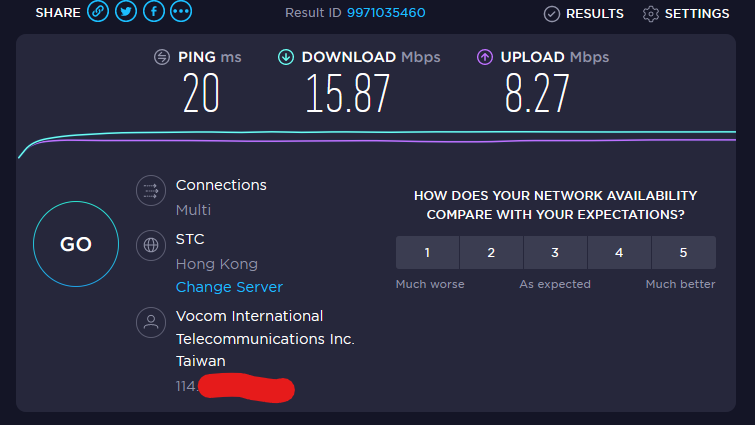 SHARE
Result ID 9971035460
RESULTS
SETTINGS
PING ms
20
DOWNLOAD Mbps
15.87
UPLOAD Mbps
8.27
GO
Connections
Multi
STC
Hong Kong
Change Server
Vocom International
Telecommunications Inc.
Taiwan
114.
HOW DOES YOUR NETWORK AVAILABILITY
COMPARE WITH YOUR EXPECTATIONS?
1 2 3 4 5
Much worse As expected Much better